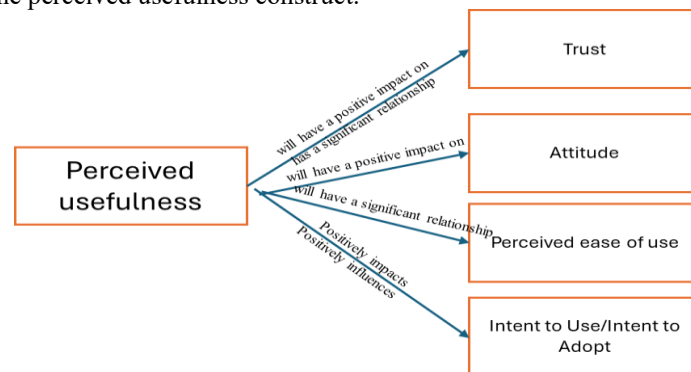 perceived usefulness construct.
Trust
will have a positive impact on
has a significant relationship
Attitude
will have a positive impact on
Perceived
usefulness
will have a significant relationship
Perceived ease of use
Positively impacts
Positively influences
Intent to Use/Intent to
Adopt